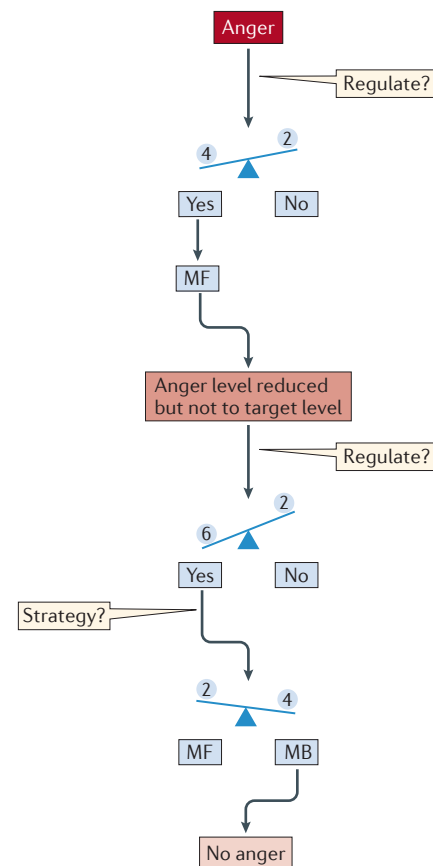 Anger
Regulate?
4 2
Yes No
MF
Anger level reduced
but not to target level
Regulate?
6 2
Yes No
Strategy?
2 4
MF MB
No anger